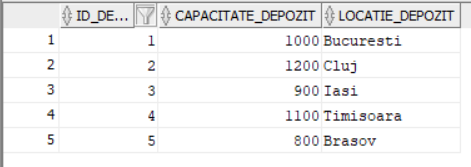 ID_DE... CAPACITATE_DEPOZIT LOCATIE_DEPOZIT
1 1 1000 Bucuresti
2 2 1200 Cluj
3 3 900 Iasi
4 4 1100 Timisoara
5 5 800 Brasov